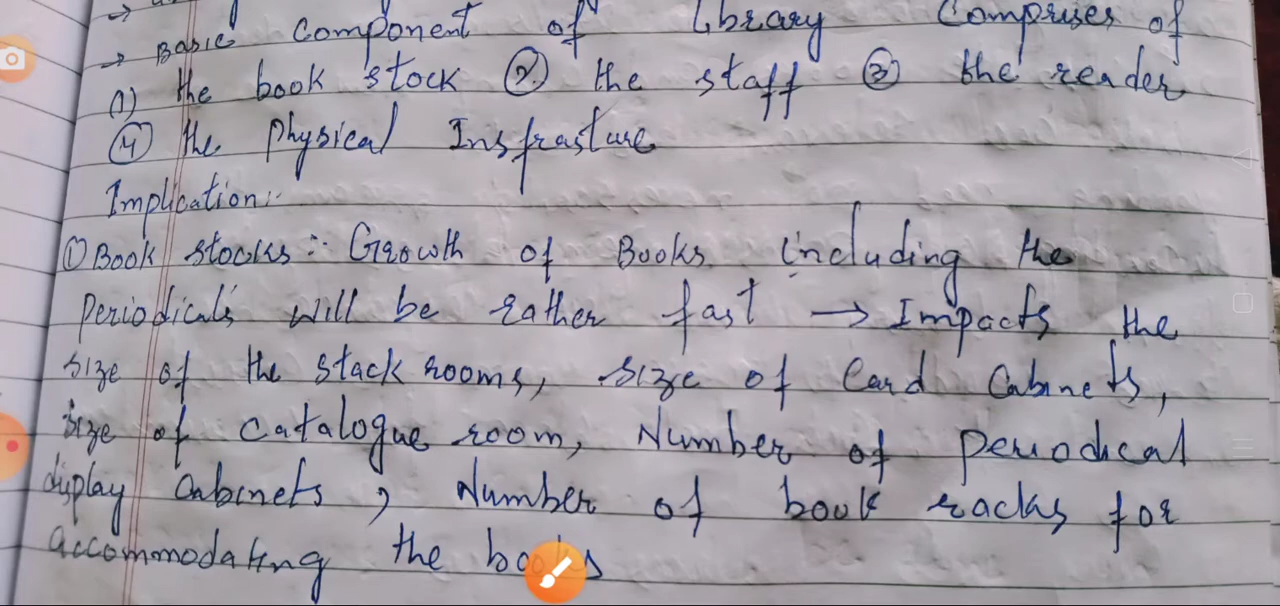 → Basic Component of Library Comprises of
(1) the book stock (2) the staff (3) the reader
(4) the Physical Insfrasture
Implication:-
(1) Book stocks :- Growth of Books including the
periodicals will be rather fast → Impacts the
size of the stack rooms, size of Card Cabinets,
size of catalogue room, Number of periodical
display cabinets, Number of book racks for
accommodating the books